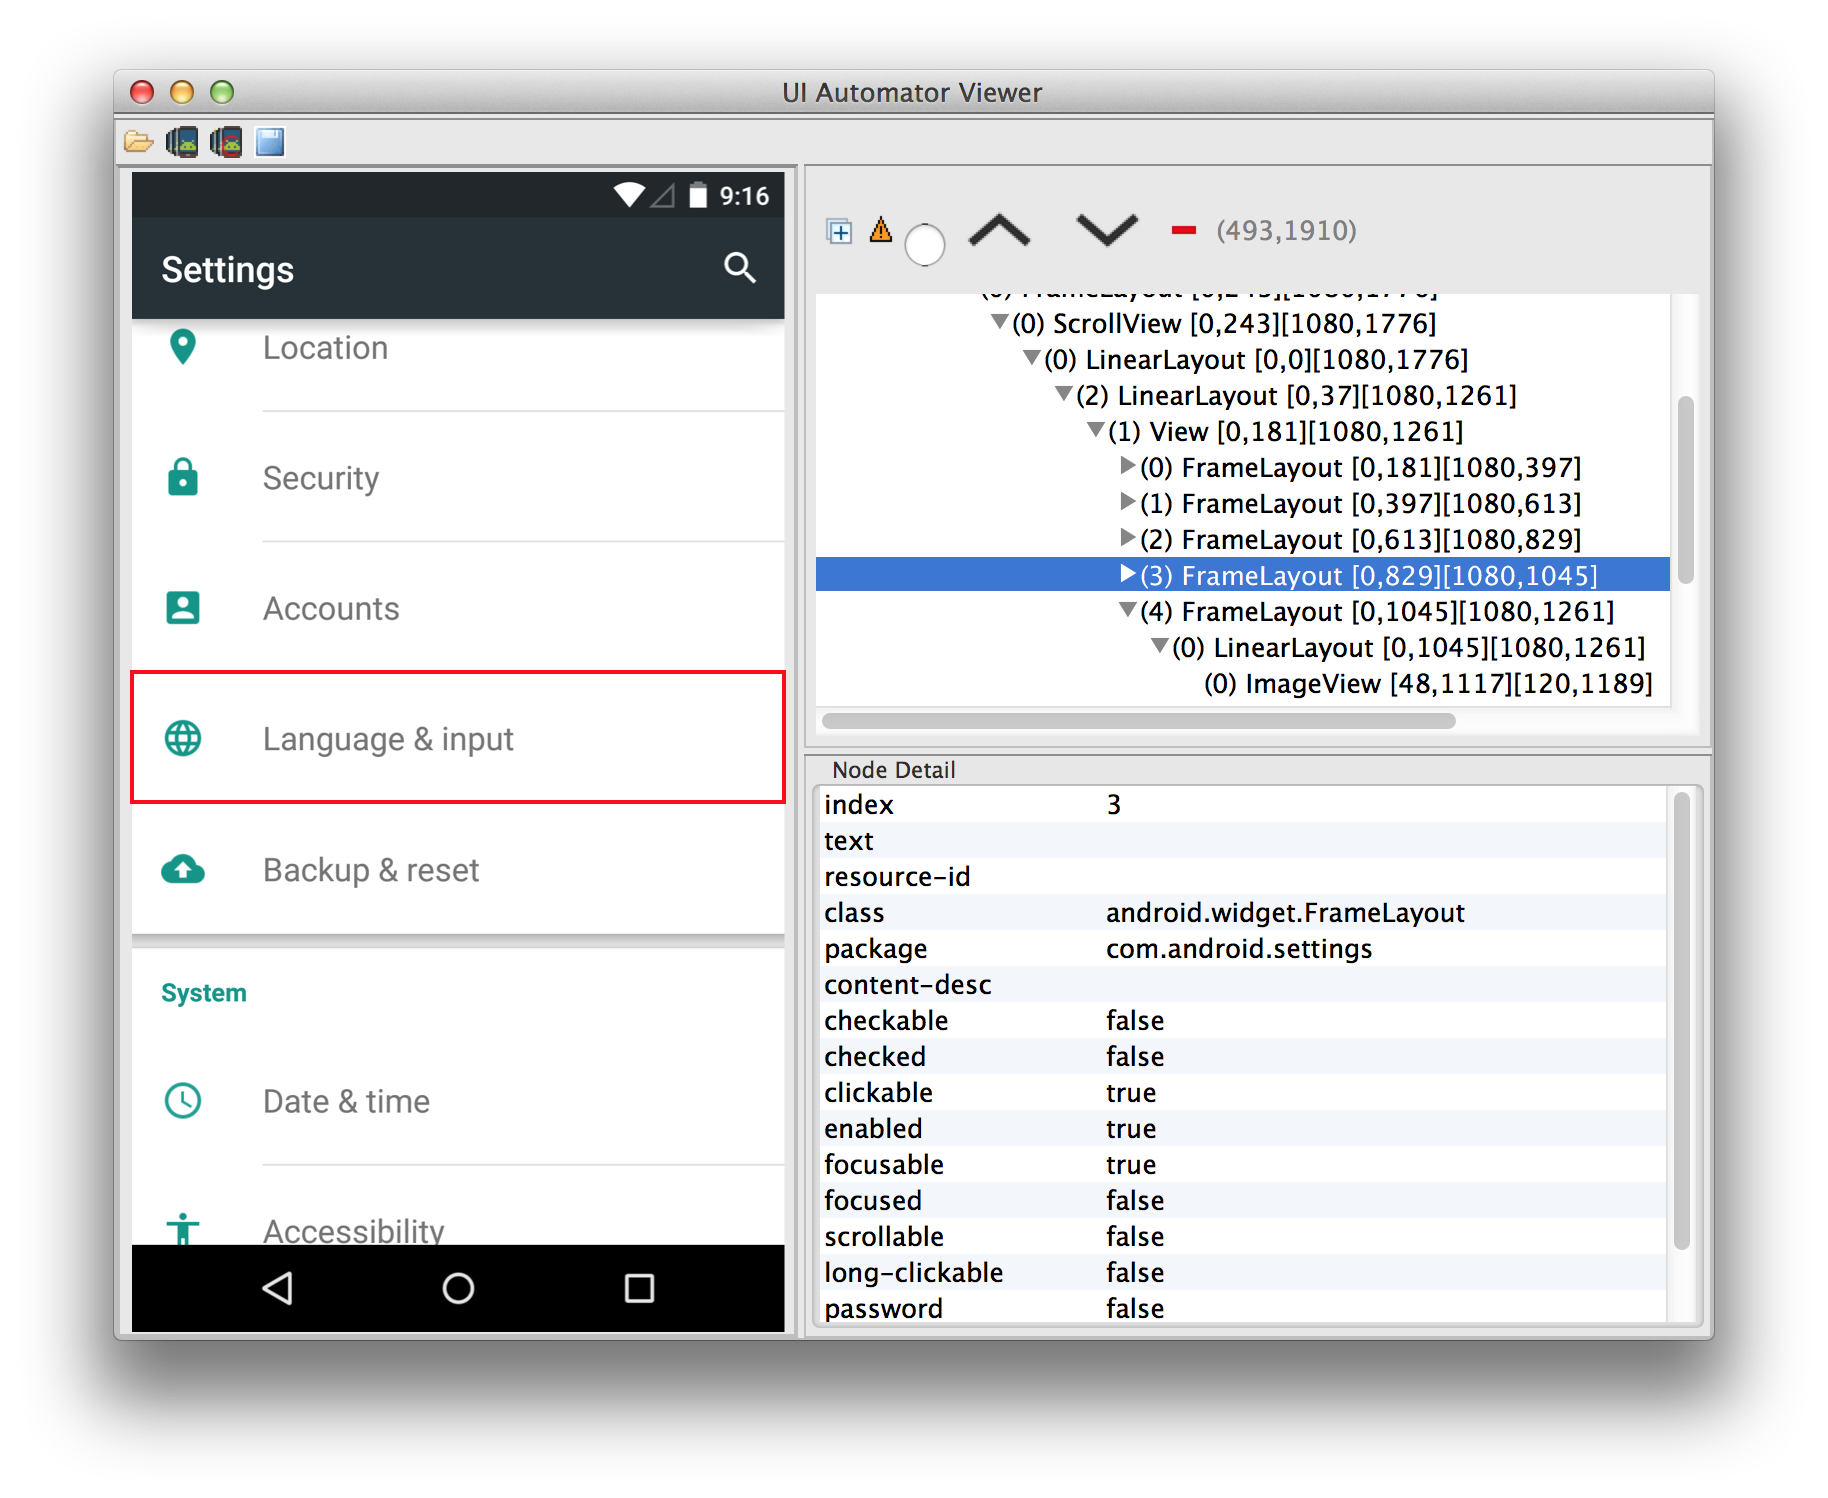 UI Automator Viewer
9:16
Settings
Location
Security
Accounts
Language & input
Backup & reset
System
Date & time
Accessibility
(493,1910)
(0) FrameLayout [0,243][1080,1776]
(0) ScrollView [0,243][1080,1776]
(0) LinearLayout [0,0][1080,1776]
(2) LinearLayout [0,37][1080,1261]
(1) View [0,181][1080,1261]
(0) FrameLayout [0,181][1080,397]
(1) FrameLayout [0,397][1080,613]
(2) FrameLayout [0,613][1080,829]
(3) FrameLayout [0,829][1080,1045]
(4) FrameLayout [0,1045][1080,1261]
(0) LinearLayout [0,1045][1080,1261]
(0) ImageView [48,1117][120,1189]
Node Detail
index 3
text
resource-id
class android.widget.FrameLayout
package com.android.settings
content-desc
checkable false
checked false
clickable true
enabled true
focusable true
focused false
scrollable false
long-clickable false
password false